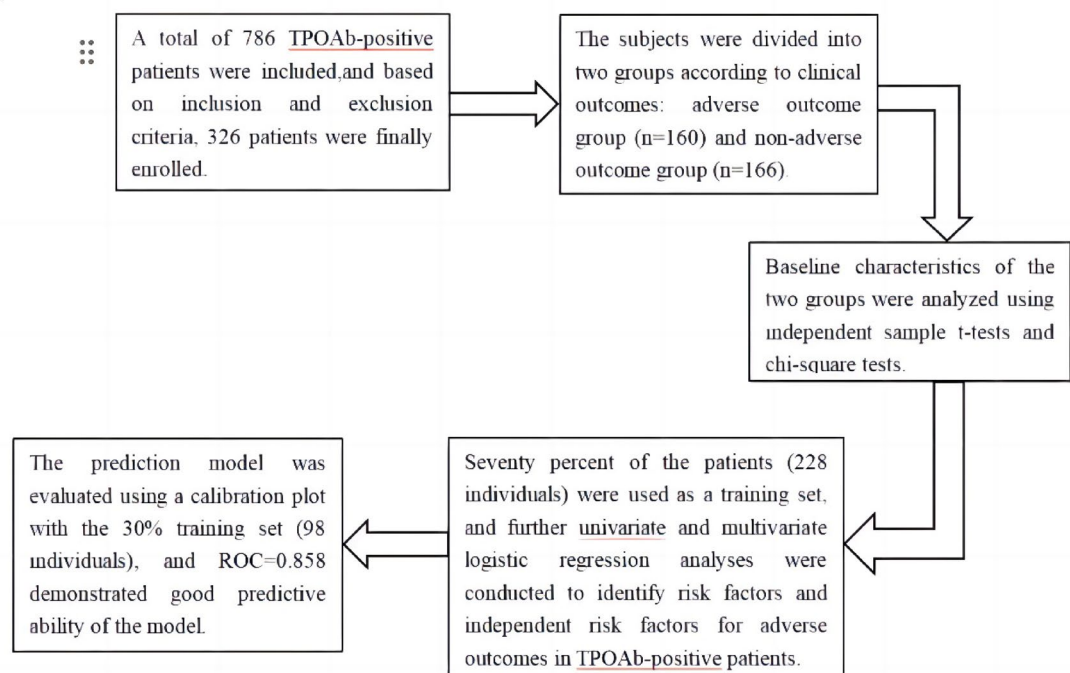 A total of 786 TPOAb-positive
patients were included,and based
on inclusion and exclusion
criteria, 326 patients were finally
enrolled.
The subjects were divided into
two groups according to clinical
outcomes: adverse outcome
group (n=160) and non-adverse
outcome group (n=166).
Baseline characteristics of the
two groups were analyzed using
independent sample t-tests and
chi-square tests.
Seventy percent of the patients (228
individuals) were used as a training set,
and further univariate and multivariate
logistic regression analyses were
conducted to identify risk factors and
independent risk factors for adverse
outcomes in TPOAb-positive patients.
The prediction model was
evaluated using a calibration plot
with the 30% training set (98
individuals), and ROC=0.858
demonstrated good predictive
ability of the model.